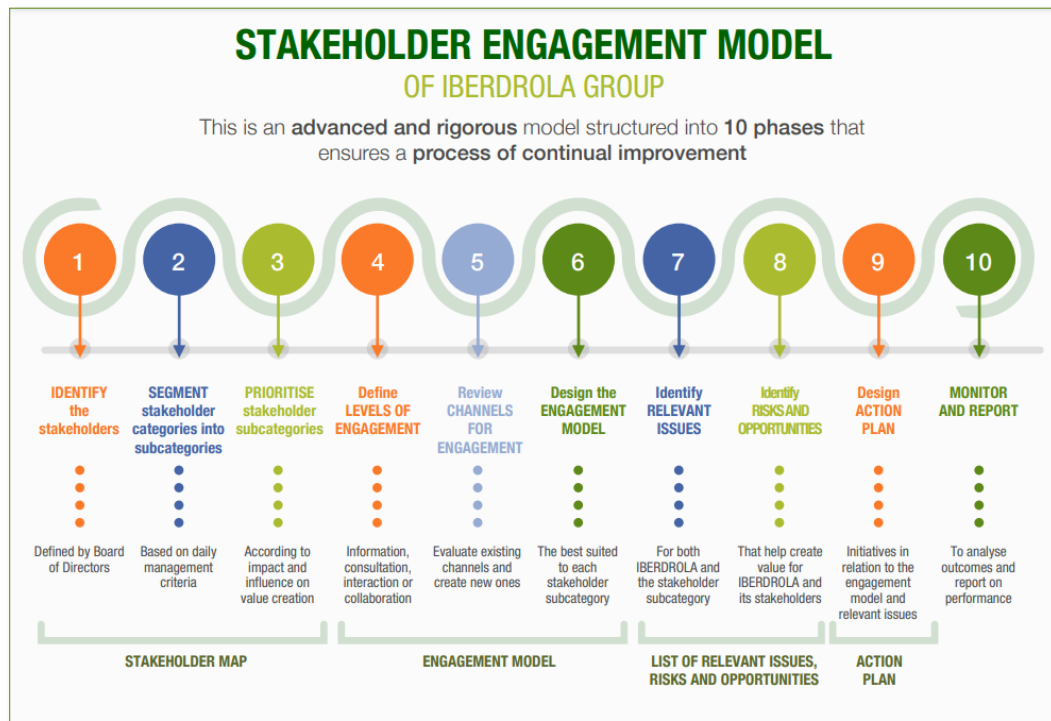 STAKEHOLDER ENGAGEMENT MODEL
OF IBERDROLA GROUP
This is an advanced and rigorous model structured into 10 phases that
ensures a process of continual improvement
1
2
3
4
5
6
7
8
9
10
IDENTIFY
the
stakeholders
SEGMENT
stakeholder
categories into
subcategories
PRIORITISE
stakeholder
subcategories
Define
LEVELS OF
ENGAGEMENT
Review
CHANNELS
FOR
ENGAGEMENT
Design the
ENGAGEMENT
MODEL
Identify
RELEVANT
ISSUES
Identify
RISKS AND
OPPORTUNITIES
Design
ACTION
PLAN
MONITOR
AND REPORT
Defined by Board
of Directors
Based on daily
management
criteria
According to
impact and
influence on
value creation
Information,
consultation,
interaction or
collaboration
Evaluate existing
channels and
create new ones
The best suited
to each
stakeholder
subcategory
For both
IBERDROLA and
the stakeholder
subcategory
That help create
value for
IBERDROLA and
its stakeholders
Initiatives in
relation to the
engagement
model and
relevant issues
To analyse
outcomes and
report on
performance
STAKEHOLDER MAP
ENGAGEMENT MODEL
LIST OF RELEVANT ISSUES,
RISKS AND OPPORTUNITIES
ACTION
PLAN